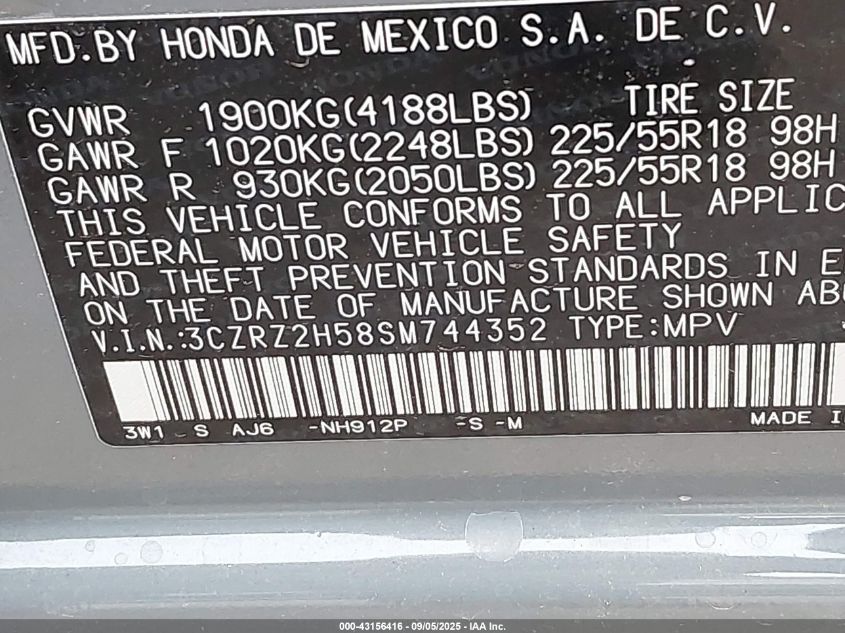 MFD.BY HONDA DE MEXICO S.A. DE C.V.
GVWR 1900KG(4188LBS) TIRE SIZE
GAWR F 1020KG(2248LBS) 225/55R18 98H
GAWR R 930KG(2050LBS) 225/55R18 98H
THIS VEHICLE CONFORMS TO ALL APPLIC
FEDERAL MOTOR VEHICLE SAFETY
AND THEFT PREVENTION STANDARDS IN E
ON THE DATE OF MANUFACTURE SHOWN ABO
V.I.N.:3CZRZ2H58SM744352 TYPE:MPV
3W1 S AJ6 -NH912P -S -M MADE I
000-43156416 - 09/05/2025 - IAA Inc.